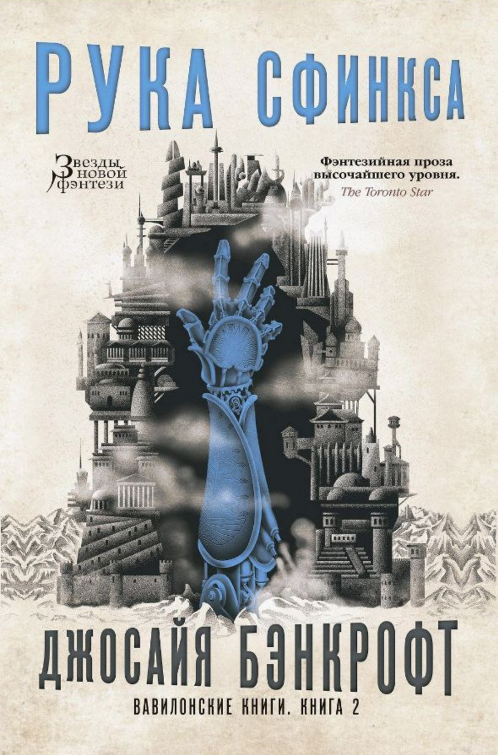 РУКА СФИНКСА
Звезды
новой
фэнтези
Фэнтезийная проза
высочайшего уровня.
The Toronto Star
ДЖОСАЙЯ БЭНКРОФТ
ВАВИЛОНСКИЕ КНИГИ. КНИГА 2